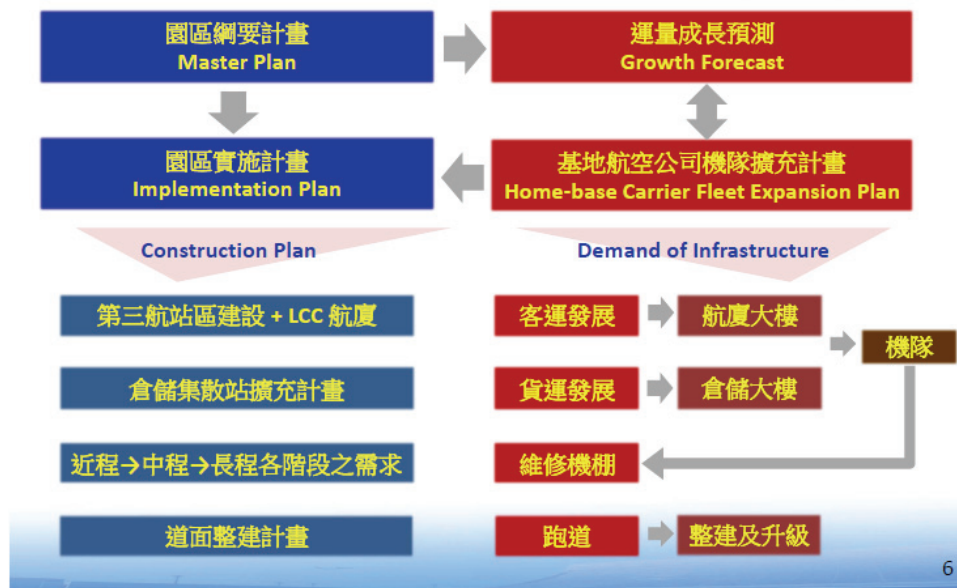 園區綱要計畫
Master Plan
運量成長預測
Growth Forecast
園區實施計畫
Implementation Plan
基地航空公司機隊擴充計畫
Home-base Carrier Fleet Expansion Plan
Construction Plan
Demand of Infrastructure
第三航站區建設 + LCC 航廈
客運發展
航廈大樓
機隊
倉儲集散站擴充計畫
貨運發展
倉儲大樓
近程→中程→長程各階段之需求
維修機棚
道面整建計畫
跑道
整建及升級
6